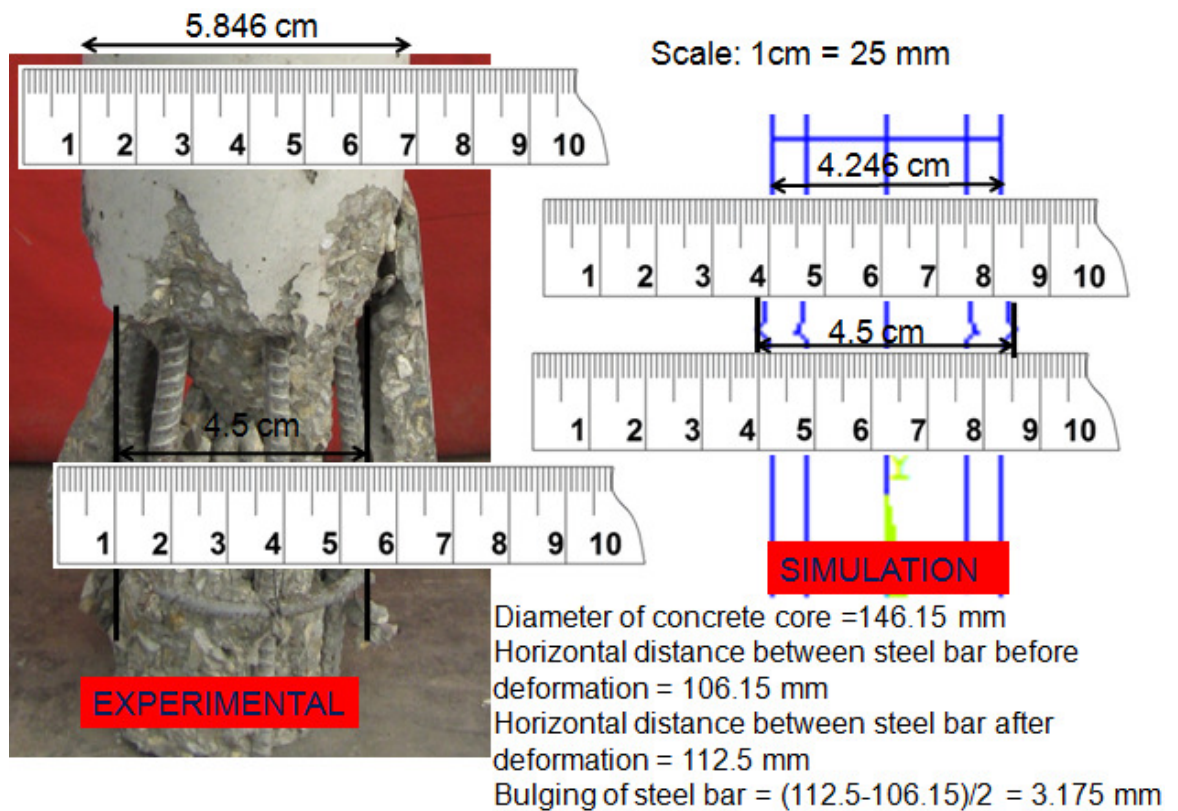 5.846 cm
Scale: 1cm = 25 mm
1 2 3 4 5 6 7 8 9 10
4.246 cm
1 2 3 4 5 6 7 8 9 10
4.5 cm
1 2 3 4 5 6 7 8 9 10
4.5 cm
1 2 3 4 5 6 7 8 9 10
SIMULATION
EXPERIMENTAL
Diameter of concrete core =146.15 mm
Horizontal distance between steel bar before
deformation = 106.15 mm
Horizontal distance between steel bar after
deformation = 112.5 mm
Bulging of steel bar = (112.5-106.15)/2 = 3.175 mm